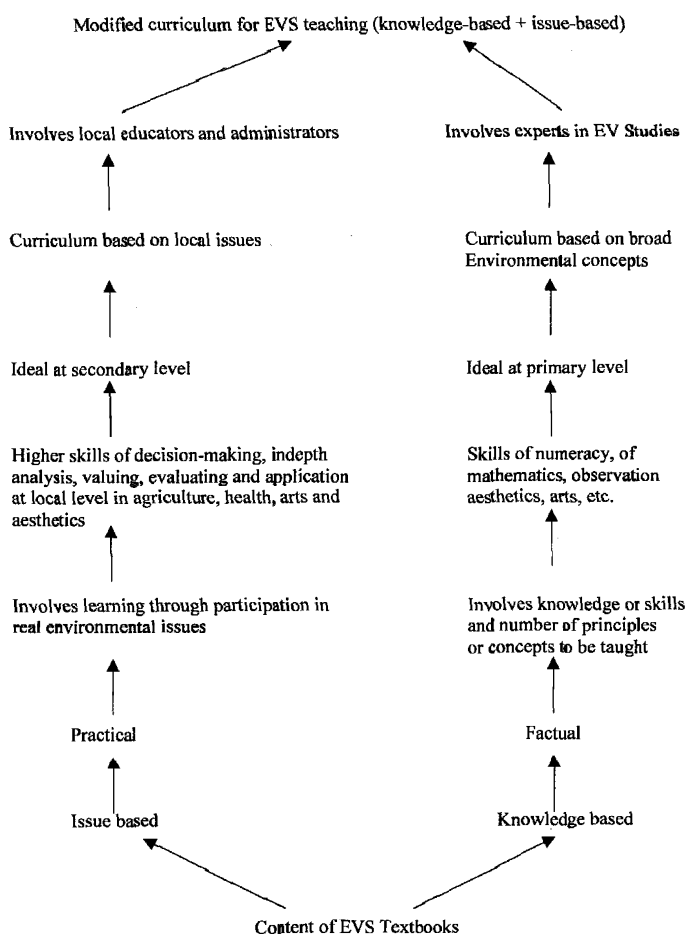 Modified curriculum for EVS teaching (knowledge-based + issue-based)
Involves local educators and administrators
Involves experts in EV Studies
Curriculum based on local issues
Curriculum based on broad
Environmental concepts
Ideal at secondary level
Ideal at primary level
Higher skills of decision-making, indepth
analysis, valuing, evaluating and application
at local level in agriculture, health, arts and
aesthetics
Skills of numeracy, of
mathematics, observation
aesthetics, arts, etc.
Involves learning through participation in
real environmental issues
Involves knowledge or skills
and number of principles
or concepts to be taught
Practical
Factual
Issue based
Knowledge based
Content of EVS Textbooks